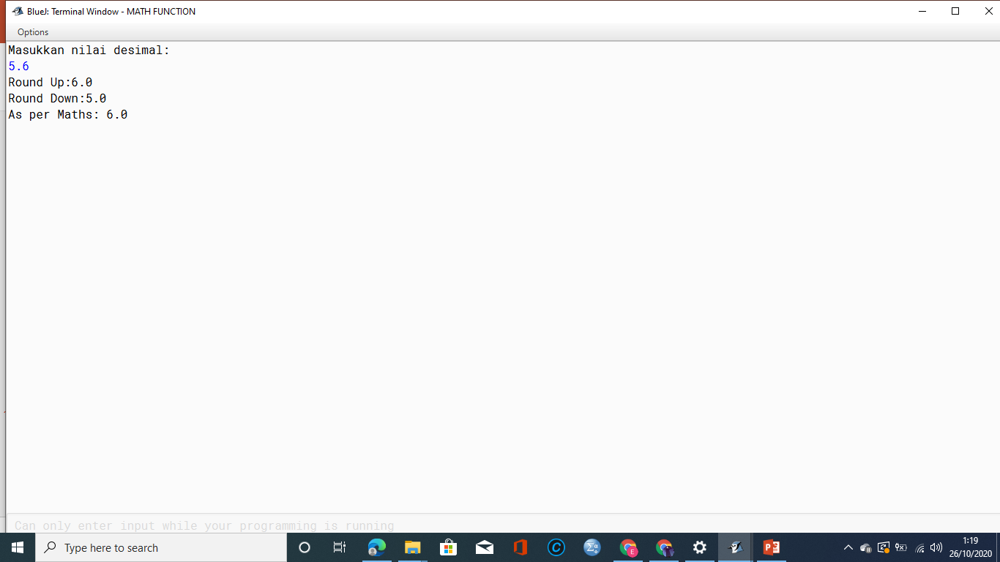 BlueJ: Terminal Window - MATH FUNCTION
Options
Masukkan nilai desimal:
5.6
Round Up:6.0
Round Down:5.0
As per Maths: 6.0
Can only enter input while your programming is running
Type here to search
1:19
26/10/2020